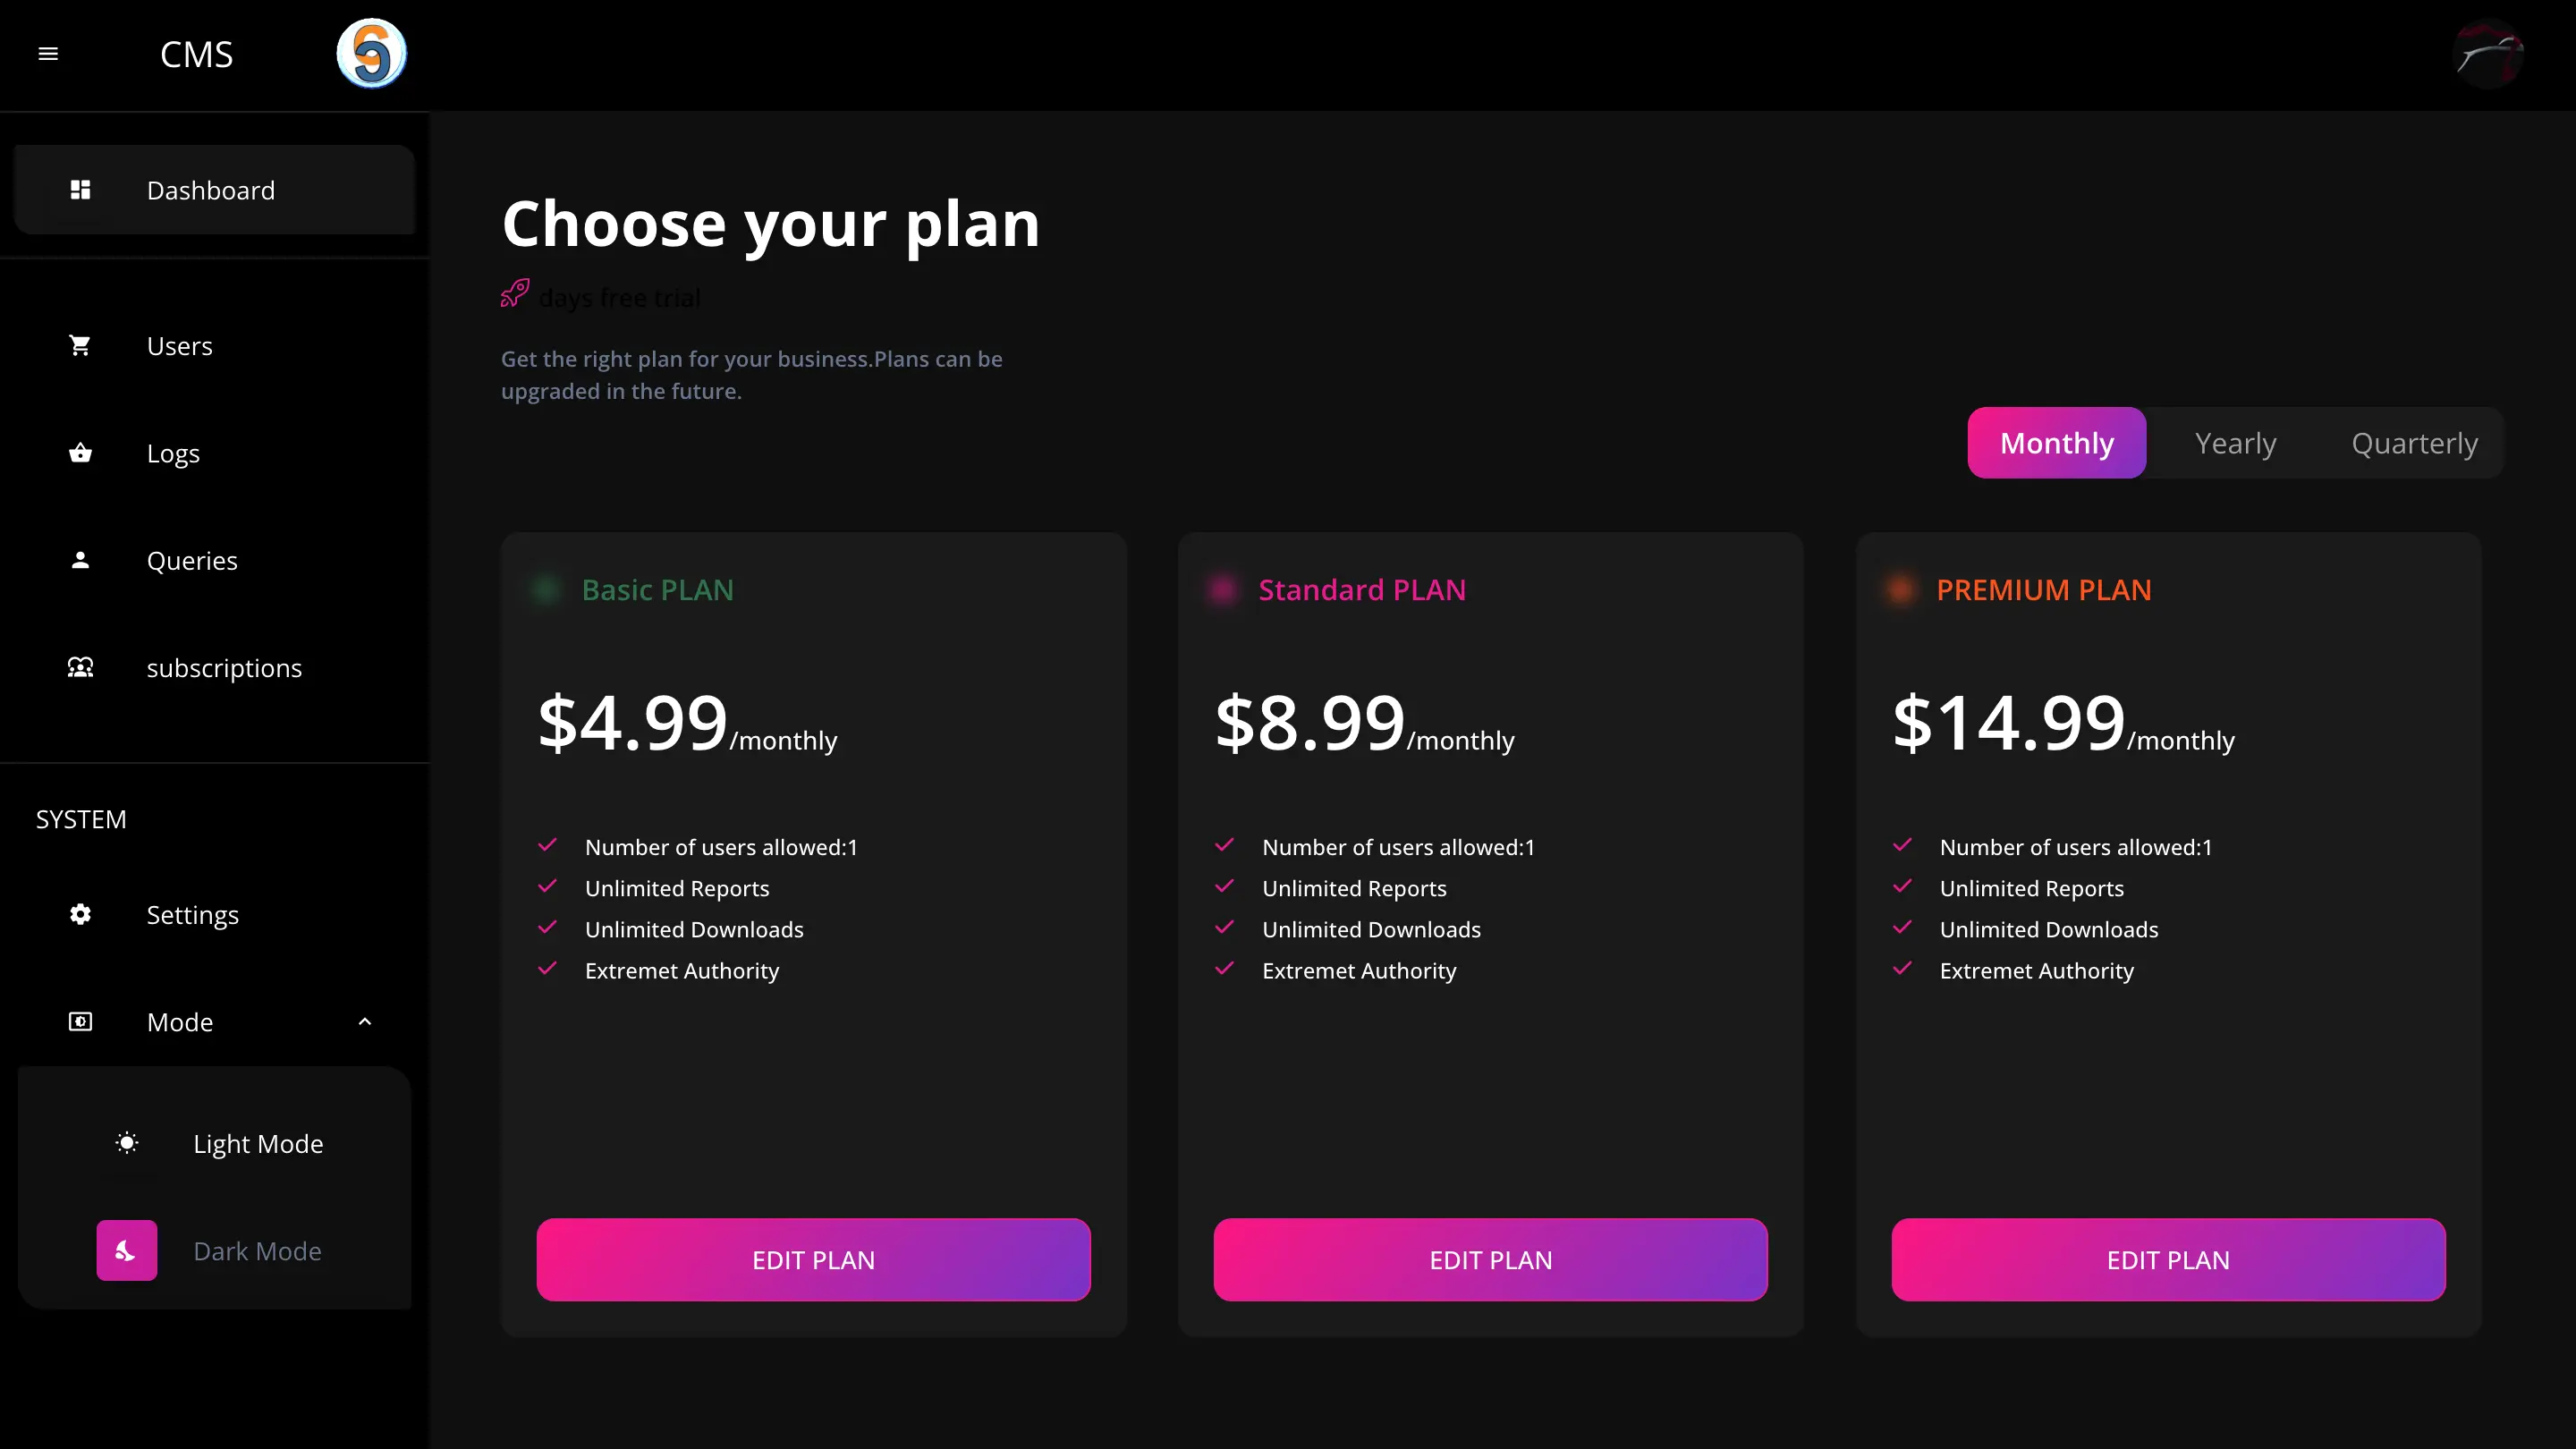 CMS
Dashboard
Users
Logs
Queries
subscriptions
SYSTEM
Settings
Mode
Light Mode
Dark Mode
Choose your plan
days free trial
Get the right plan for your business.Plans can be
upgraded in the future.
Monthly Yearly Quarterly
Basic PLAN
$4.99/monthly
Number of users allowed:1
Unlimited Reports
Unlimited Downloads
Extremet Authority
EDIT PLAN
Standard PLAN
$8.99/monthly
Number of users allowed:1
Unlimited Reports
Unlimited Downloads
Extremet Authority
EDIT PLAN
PREMIUM PLAN
$14.99/monthly
Number of users allowed:1
Unlimited Reports
Unlimited Downloads
Extremet Authority
EDIT PLAN